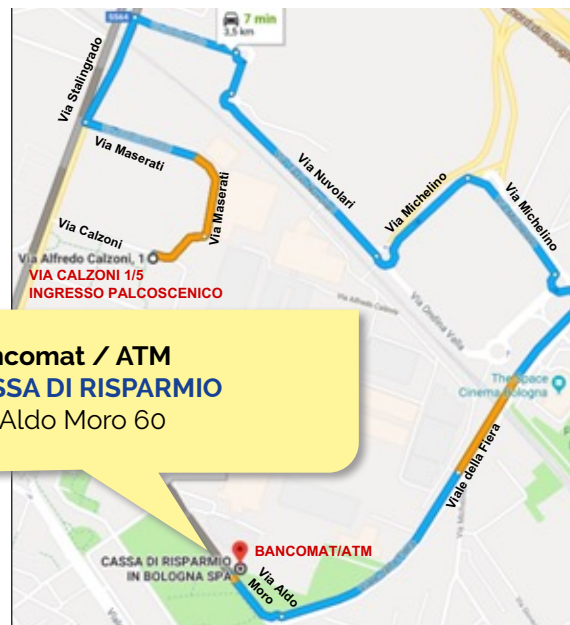 SS64
7 min
3,5 km
Via Stalingrado
Via Maserati
Via Maserati
Via Nuvolari
Via Michelino
Via Michelino
Via Calzoni
Via Alfredo Calzoni, 1
VIA CALZONI 1/5
INGRESSO PALCOSCENICO
Via Alfredo Calzoni
Via Ondina Valla
ncomat / ATM
SSA DI RISPARMIO
Aldo Moro 60
The Space
Cinema Bologna
Viale della Fiera
BANCOMAT/ATM
CASSA DI RISPARMIO
IN BOLOGNA SPA
Via Aldo
Moro